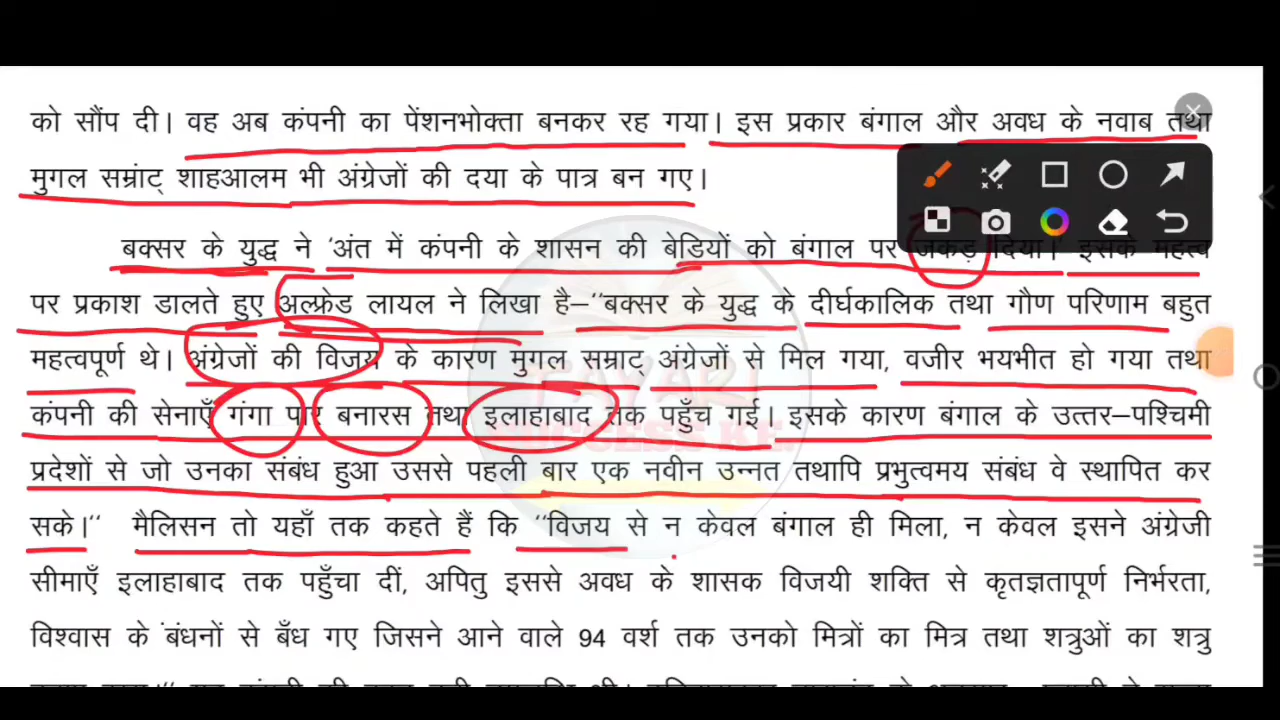 को सौंप दी। वह अब कंपनी का पेंशनभोक्ता बनकर रह गया। इस प्रकार बंगाल और अवध के नवाब तथा
मुगल सम्रांट् शाहआलम भी अंग्रेजों की दया के पात्र बन गए।
बक्सर के युद्ध ने 'अंत में कंपनी के शासन की बेड़ियों को बंगाल पर जकड़ दिया।' इसके महत्व
पर प्रकाश डालते हुए अल्फ्रेड लायल ने लिखा है–"बक्सर के युद्ध के दीर्घकालिक तथा गौण परिणाम बहुत
महत्वपूर्ण थे। अंग्रेजों की विजय के कारण मुगल सम्राट् अंग्रेजों से मिल गया, वजीर भयभीत हो गया तथा
कंपनी की सेनाएँ गंगा पार बनारस तथा इलाहाबाद तक पहुँच गई। इसके कारण बंगाल के उत्तर–पश्चिमी
प्रदेशों से जो उनका संबंध हुआ उससे पहली बार एक नवीन उन्नत तथापि प्रभुत्वमय संबंध वे स्थापित कर
सके।" मैलिसन तो यहाँ तक कहते हैं कि "विजय से न केवल बंगाल ही मिला, न केवल इसने अंग्रेजी
सीमाएँ इलाहाबाद तक पहुँचा दीं, अपितु इससे अवध के शासक विजयी शक्ति से कृतज्ञतापूर्ण निर्भरता,
विश्वास के बंधनों से बँध गए जिसने आने वाले 94 वर्श तक उनको मित्रों का मित्र तथा शत्रुओं का शत्रु